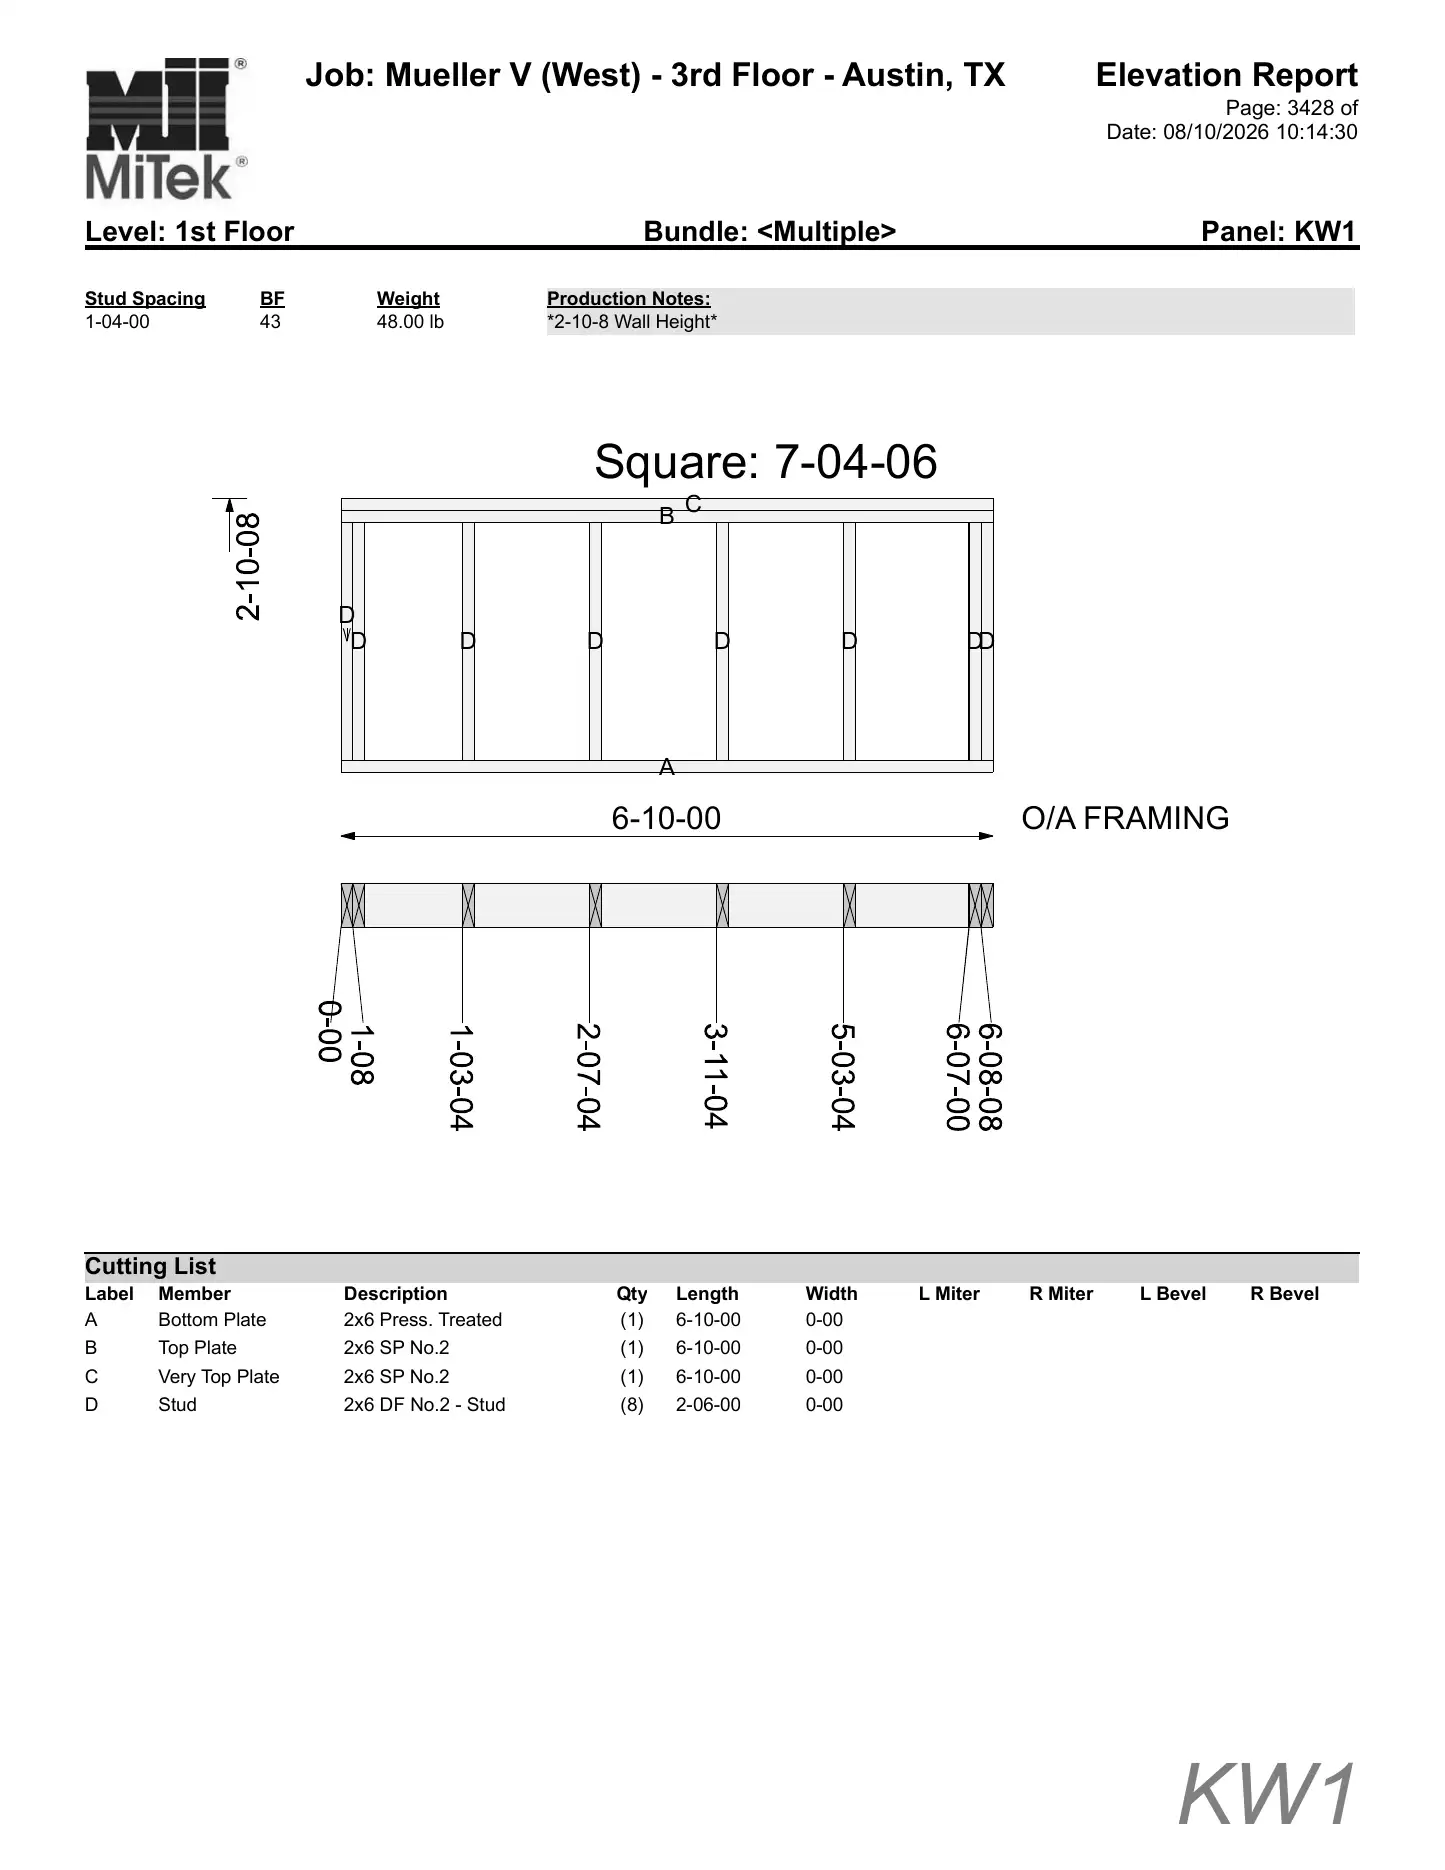 Job: Mueller V (West) - 3rd Floor - Austin, TX
Elevation Report
Page: 3428 of
Date: 08/10/2026 10:14:30
MiTek®
Level: 1st Floor Bundle: <Multiple> Panel: KW1
Stud Spacing BF Weight Production Notes:
1-04-00 43 48.00 lb *2-10-8 Wall Height*
Square: 7-04-06
2-10-08
C
B
D
D D D D D D D
A
6-10-00 O/A FRAMING
0-00 1-08 1-03-04 2-07-04 3-11-04 5-03-04 6-07-00 6-08-08
Cutting List
Label Member Description Qty Length Width L Miter R Miter L Bevel R Bevel
A Bottom Plate 2x6 Press. Treated (1) 6-10-00 0-00
B Top Plate 2x6 SP No.2 (1) 6-10-00 0-00
C Very Top Plate 2x6 SP No.2 (1) 6-10-00 0-00
D Stud 2x6 DF No.2 - Stud (8) 2-06-00 0-00
KW1